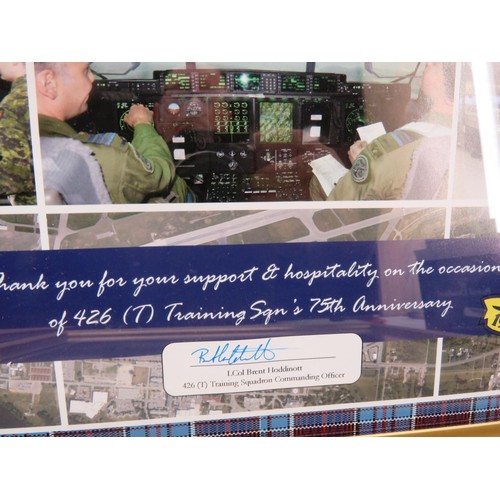 Thank you for your support & hospitality on the occasion
of 426 (T) Training Sqn's 75th Anniversary
LCol Brent Hoddinott
426 (T) Training Squadron Commanding Officer